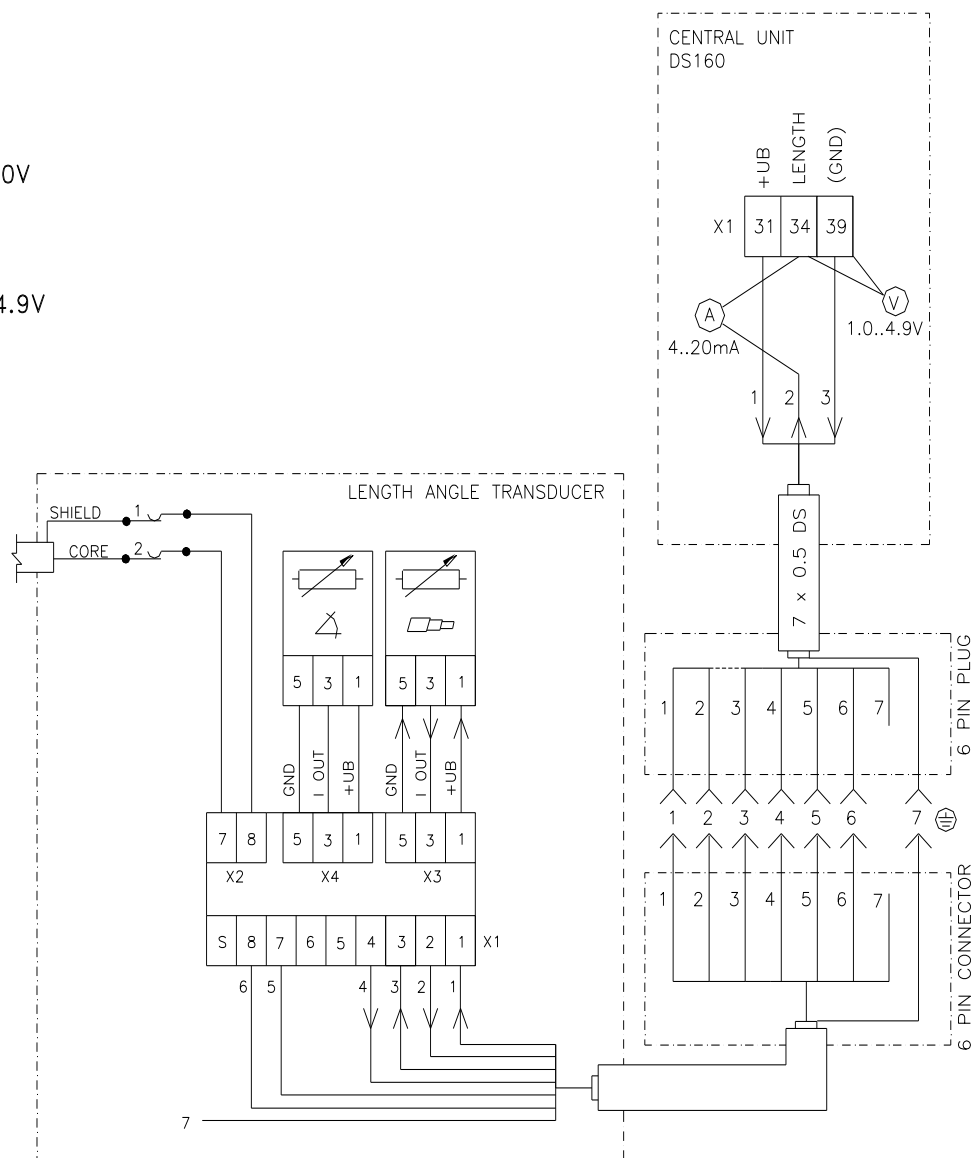 CENTRAL UNIT
DS160
0V
+UB
LENGTH
(GND)
X1 31 34 39
4.9V
A
V
4..20mA
1.0..4.9V
1 2 3
LENGTH ANGLE TRANSDUCER
SHIELD 1
CORE 2
7 x 0.5 DS
5 3 1
5 3 1
6 PIN PLUG
1 2 3 4 5 6 7
GND
I OUT
+UB
GND
I OUT
+UB
1 2 3 4 5 6 7
7 8 5 3 1 5 3 1
X2 X4 X3
6 PIN CONNECTOR
1 2 3 4 5 6 7
S 8 7 6 5 4 3 2 1 X1
6 5 4 3 2 1
7